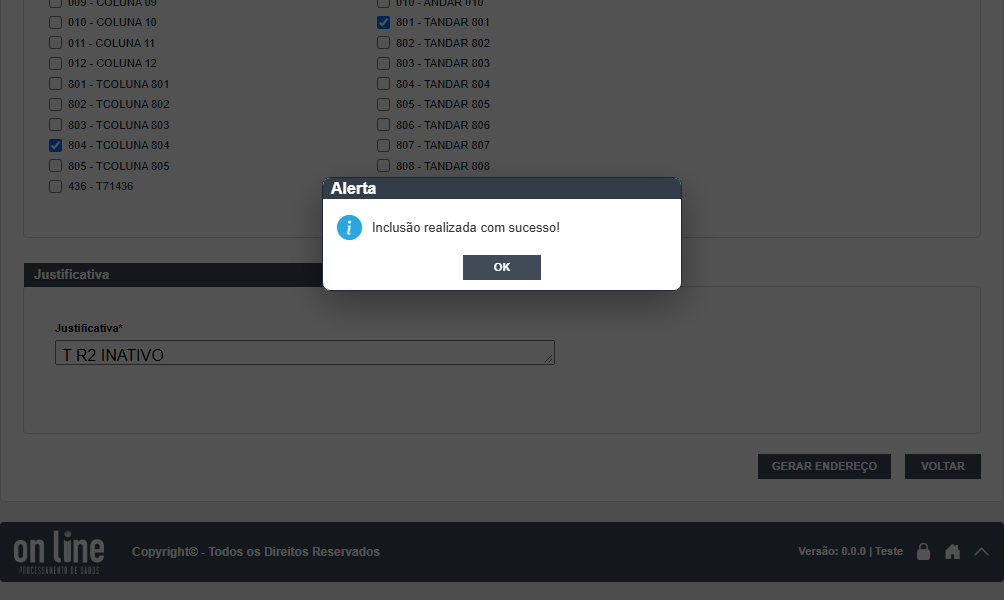 009 - COLUNA 09
010 - COLUNA 10
011 - COLUNA 11
012 - COLUNA 12
801 - TCOLUNA 801
802 - TCOLUNA 802
803 - TCOLUNA 803
804 - TCOLUNA 804
805 - TCOLUNA 805
436 - T71436
010 - ANDAR 010
801 - TANDAR 801
802 - TANDAR 802
803 - TANDAR 803
804 - TANDAR 804
805 - TANDAR 805
806 - TANDAR 806
807 - TANDAR 807
808 - TANDAR 808
Alerta
Inclusão realizada com sucesso!
OK
Justificativa
Justificativa*
T R2 INATIVO
GERAR ENDEREÇO
VOLTAR
on line
PROCESSAMENTO DE DADOS
Copyright© - Todos os Direitos Reservados
Versão: 0.0.0 | Teste